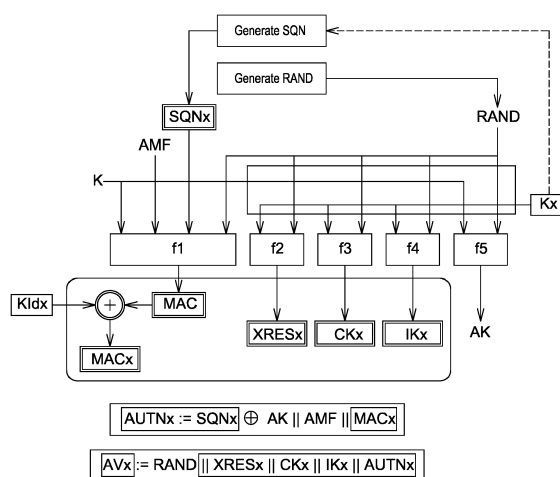 Generate SQN
Generate RAND
SQNx
RAND
AMF
K
Kx
f1
f2
f3
f4
f5
KIdx
+
MAC
MACx
XRESx
CKx
IKx
AK
AUTNx := SQNx ⊕ AK || AMF || MACx
AVx := RAND || XRESx || CKx || IKx || AUTNx